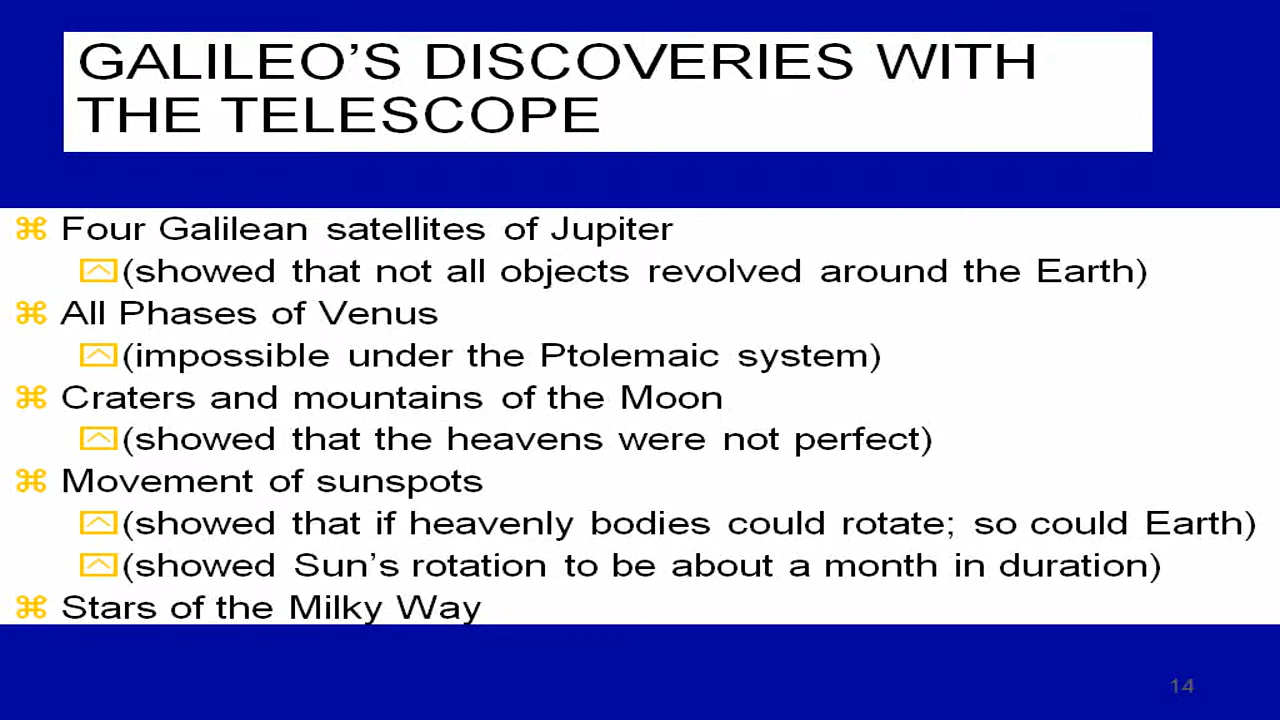 GALILEO’S DISCOVERIES WITH
THE TELESCOPE
⌘ Four Galilean satellites of Jupiter
(showed that not all objects revolved around the Earth)
⌘ All Phases of Venus
(impossible under the Ptolemaic system)
⌘ Craters and mountains of the Moon
(showed that the heavens were not perfect)
⌘ Movement of sunspots
(showed that if heavenly bodies could rotate; so could Earth)
(showed Sun’s rotation to be about a month in duration)
⌘ Stars of the Milky Way
14